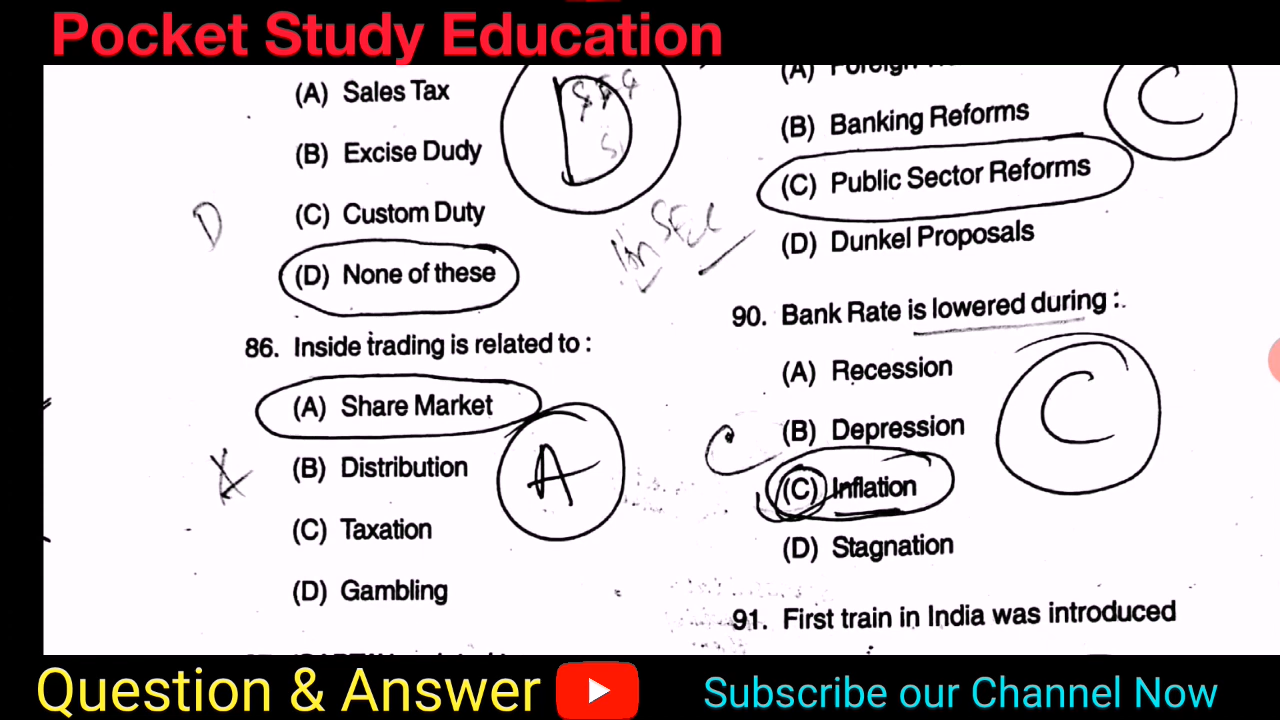 Pocket Study Education
(A) Sales Tax
(B) Excise Dudy
(C) Custom Duty
(D) None of these
D
D
86. Inside trading is related to :
(A) Share Market
(B) Distribution
(C) Taxation
(D) Gambling
A
A
(A) Foreign
(B) Banking Reforms
(C) Public Sector Reforms
(D) Dunkel Proposals
C
90. Bank Rate is lowered during :
(A) Recession
(B) Depression
(C) Inflation
(D) Stagnation
C
C
91. First train in India was introduced
Question & Answer
Subscribe our Channel Now